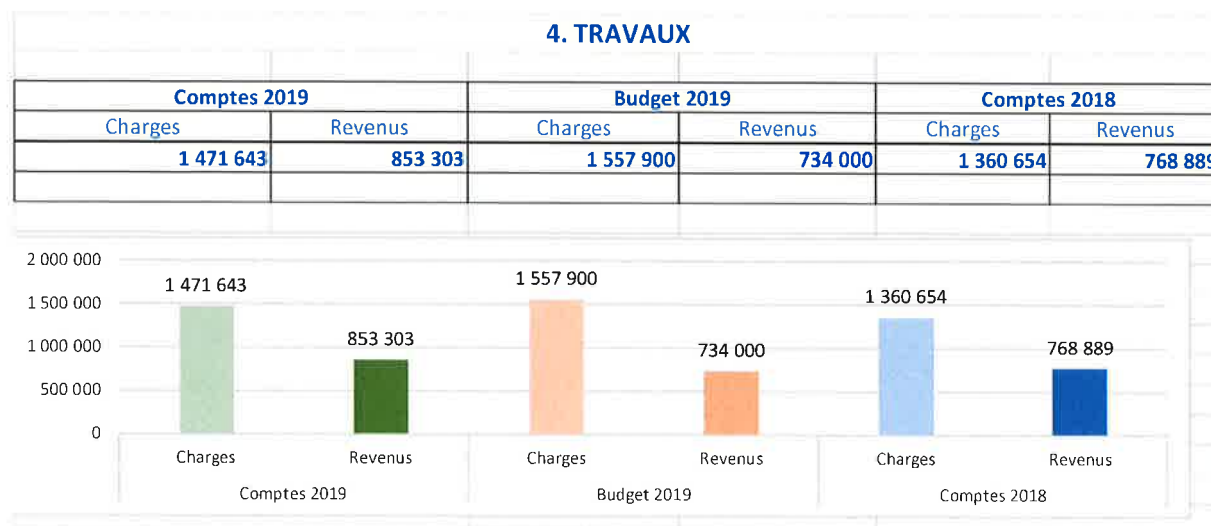 4. TRAVAUX
Comptes 2019 Budget 2019 Comptes 2018
Charges Revenus Charges Revenus Charges Revenus
1 471 643 853 303 1 557 900 734 000 1 360 654 768 889
2 000 000
1 500 000
1 000 000
500 000
0
1 471 643 853 303 1 557 900 734 000 1 360 654 768 889
Charges Revenus Charges Revenus Charges Revenus
Comptes 2019 Budget 2019 Comptes 2018